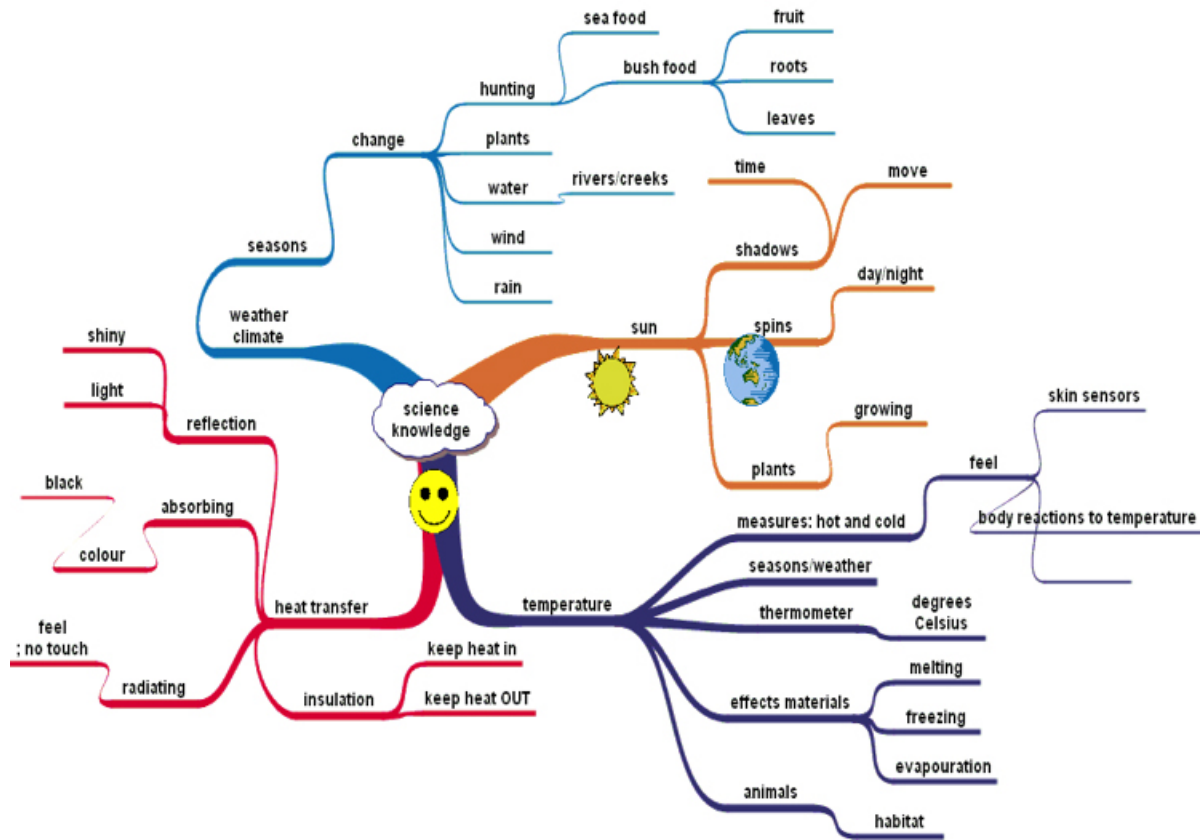 science
knowledge
weather
climate
seasons
change
hunting
sea food
bush food
fruit
roots
leaves
plants
water
rivers/creeks
wind
rain
sun
shadows
time
move
spins
day/night
plants
growing
temperature
measures: hot and cold
feel
skin sensors
body reactions to temperature
seasons/weather
thermometer
degrees
Celsius
effects materials
melting
freezing
evapouration
animals
habitat
heat transfer
reflection
shiny
light
absorbing
colour
black
radiating
feel
; no touch
insulation
keep heat in
keep heat OUT